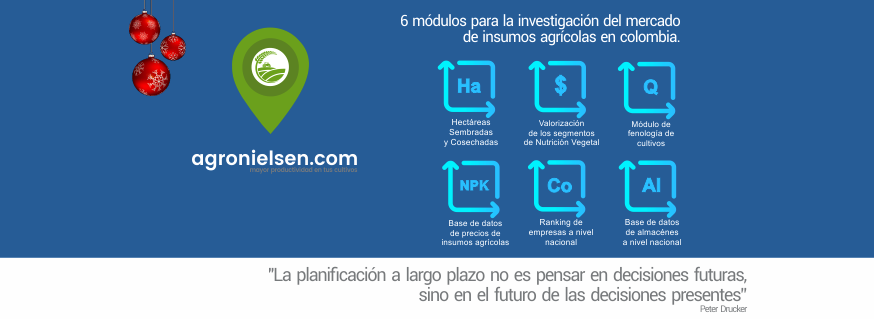 6 módulos para la investigación del mercado
de insumos agrícolas en colombia.
agronielsen.com
mayor productividad en tus cultivos
Ha
Hectáreas
Sembradas
y Cosechadas
$
Valorización
de los segmentos
de Nutrición Vegetal
Q
Módulo de
fenología de
cultivos
NPK
Base de datos
de precios de
insumos agrícolas
Co
Ranking de
empresas a nivel
nacional
Al
Base de datos
de almacénes
a nivel nacional
"La planificación a largo plazo no es pensar en decisiones futuras,
sino en el futuro de las decisiones presentes"
Peter Drucker